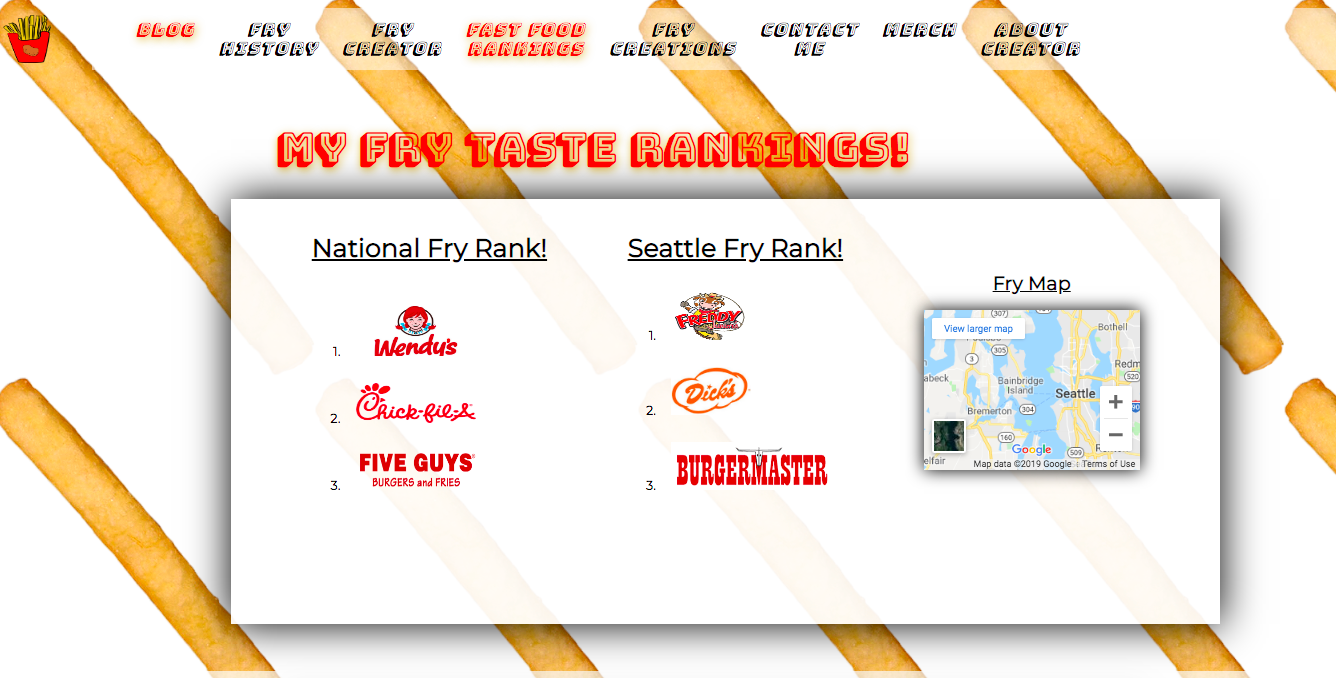 BLOG
FRY
HISTORY
FRY
CREATOR
FAST FOOD
RANKINGS
FRY
CREATIONS
CONTACT
ME
MERCH
ABOUT
CREATOR
MY FRY TASTE RANKINGS!
National Fry Rank!
1. Wendy's
2. Chick-fil-A
3. FIVE GUYS®
BURGERS and FRIES
Seattle Fry Rank!
1. FREDDY
2. Dick's
3. BURGERMASTER
Fry Map
View larger map
307
305
3
Bothell
Redm
520
abeck
Bainbridge
Island
Seattle
+
Bremerton
304
160
−
509
elfair
Google
Map data ©2019 Google
Terms of Use